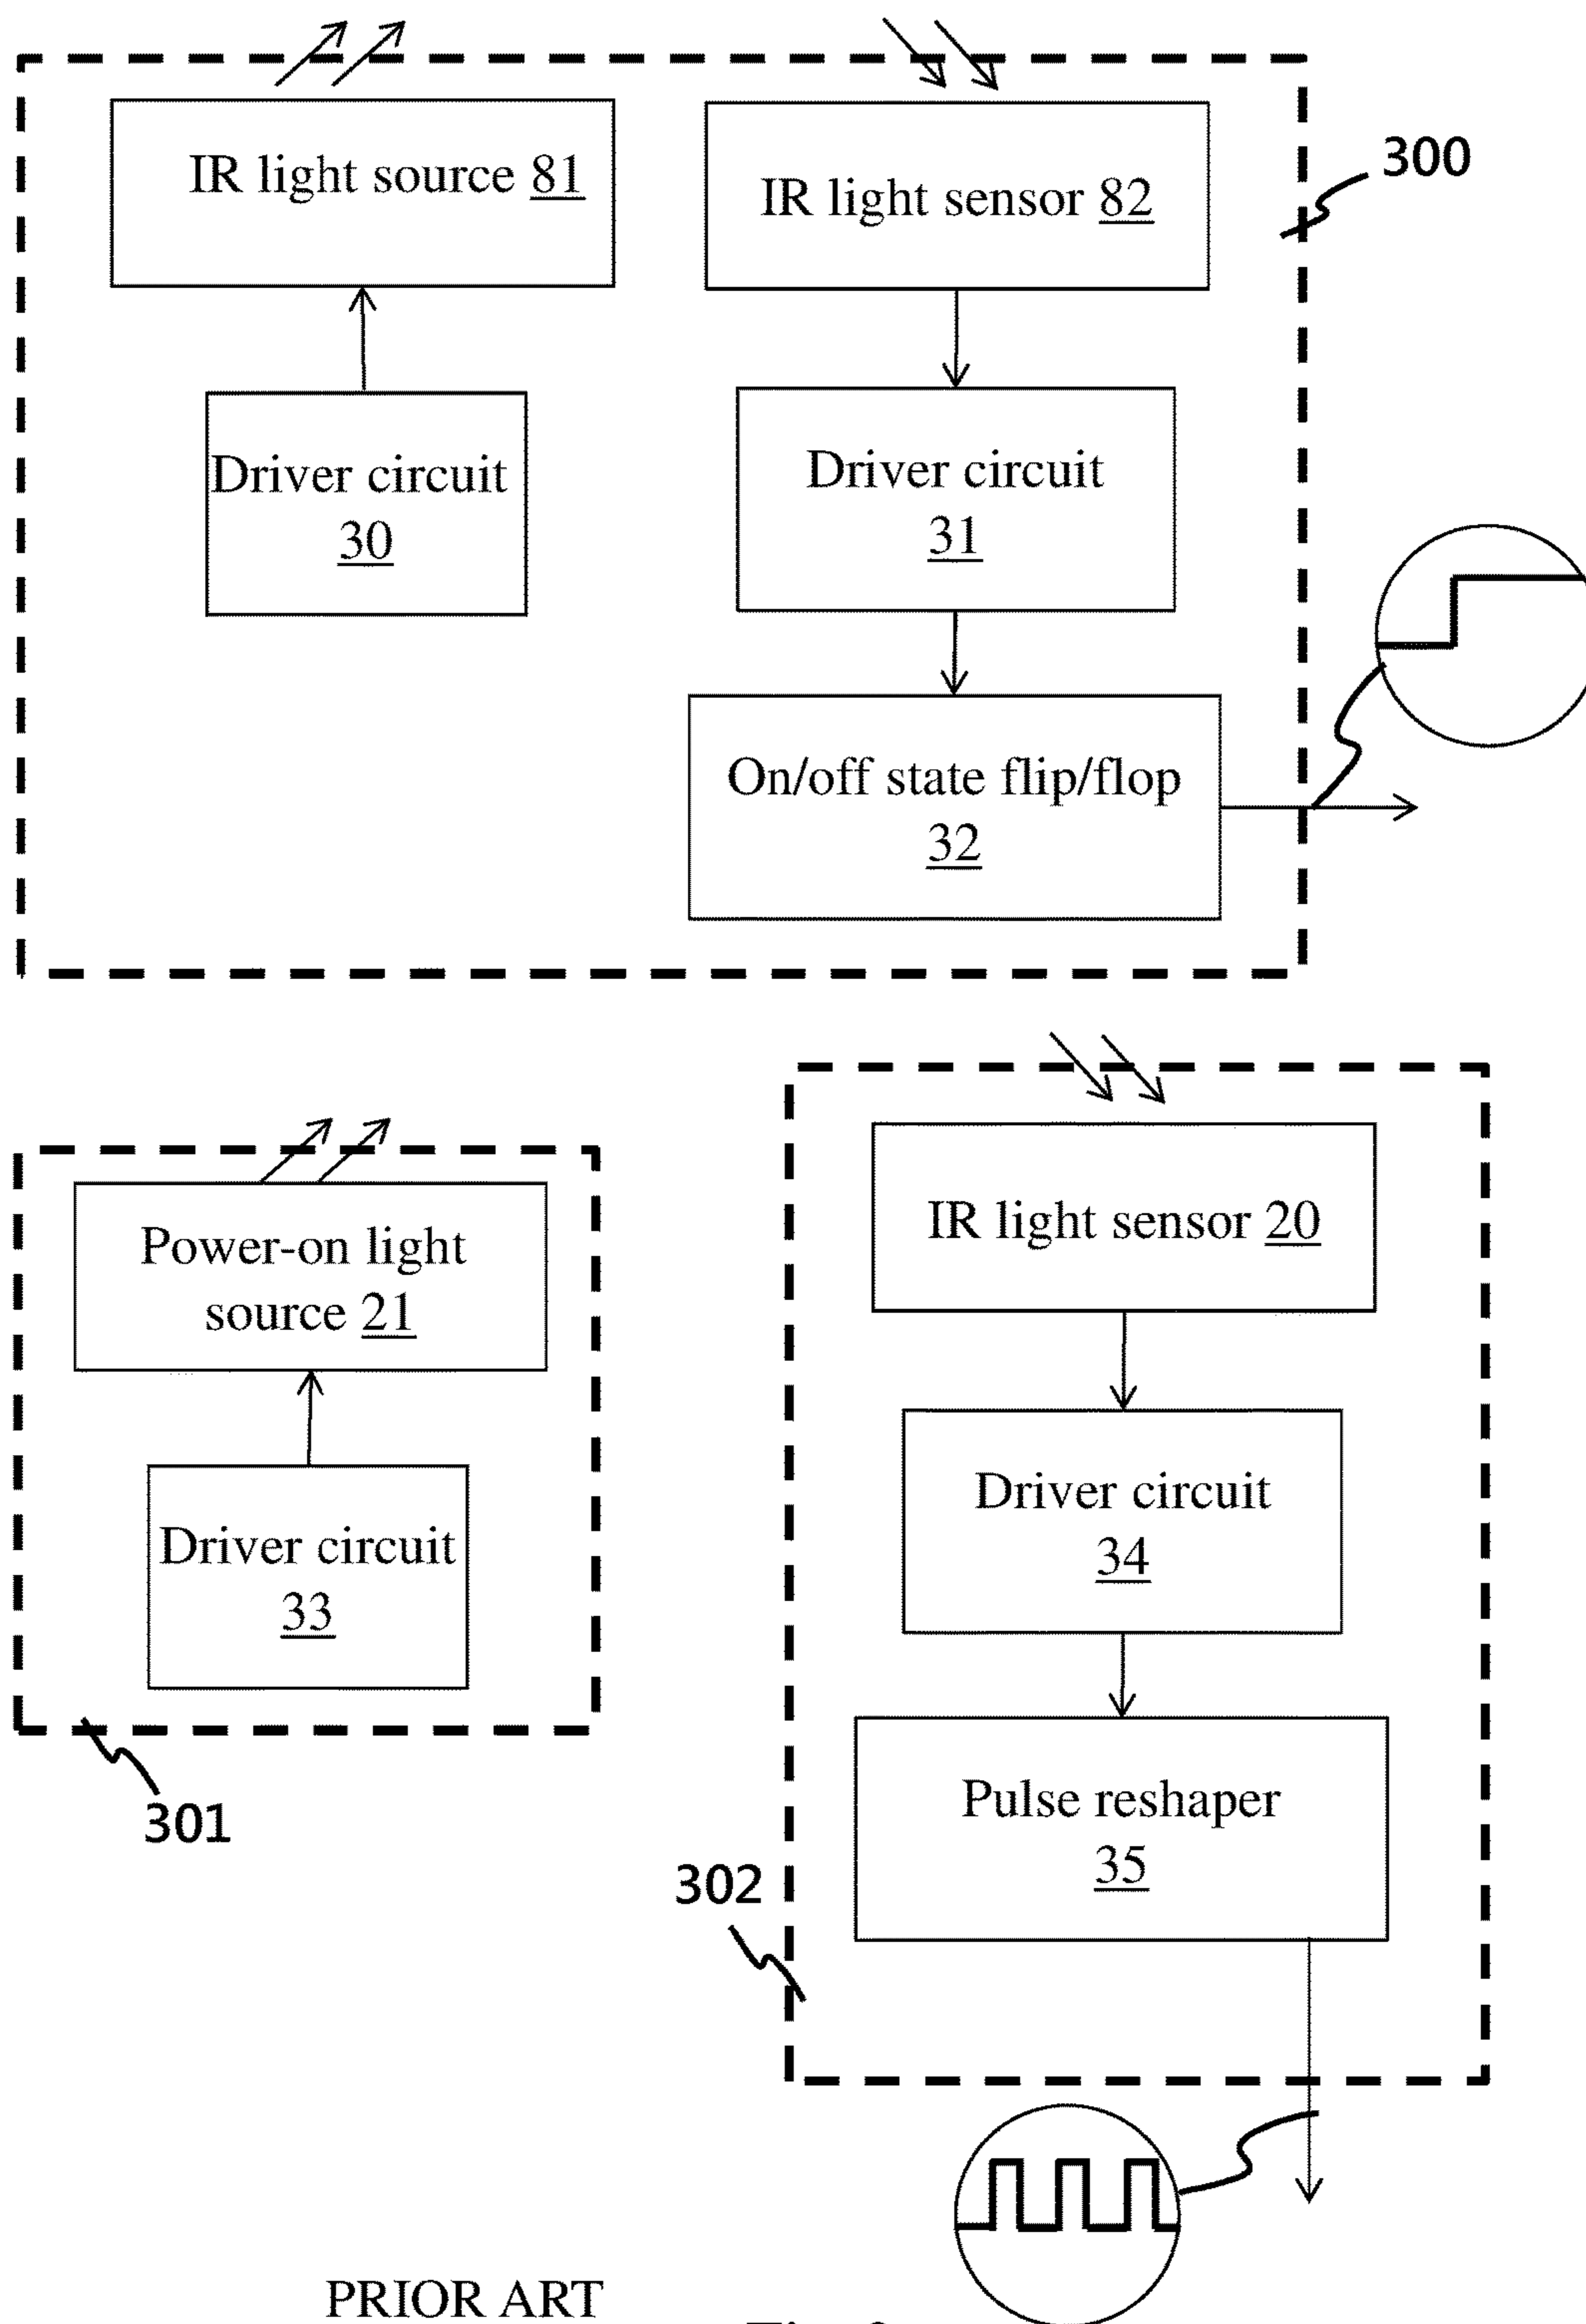 IR light source 81
IR light sensor 82
300
Driver circuit
30
Driver circuit
31
On/off state flip/flop
32
Power-on light
source 21
IR light sensor 20
Driver circuit
33
Driver circuit
34
301
Pulse reshaper
35
302
PRIOR ART